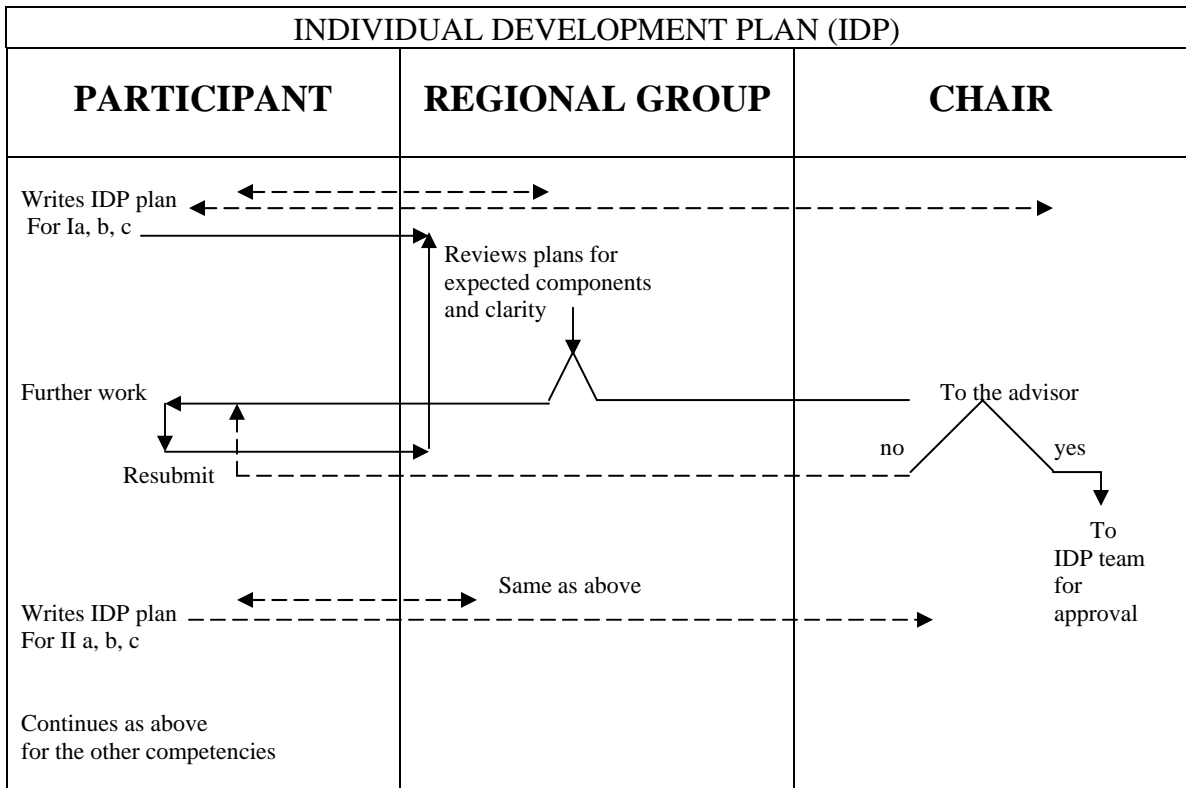 INDIVIDUAL DEVELOPMENT PLAN (IDP)
PARTICIPANT
REGIONAL GROUP
CHAIR
Writes IDP plan
For Ia, b, c
Reviews plans for
expected components
and clarity
Further work
To the advisor
no
yes
Resubmit
To
IDP team
for
approval
Same as above
Writes IDP plan
For II a, b, c
Continues as above
for the other competencies